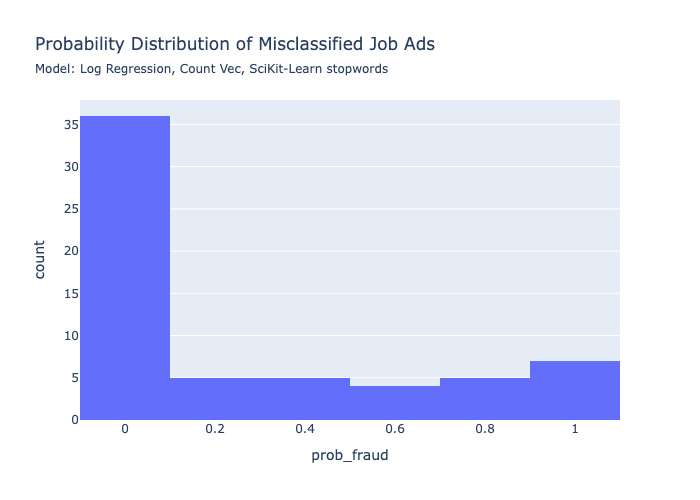 Probability Distribution of Misclassified Job Ads
Model: Log Regression, Count Vec, SciKit-Learn stopwords
35
30
25
20
15
10
5
0
count
0 0.2 0.4 0.6 0.8 1
prob_fraud